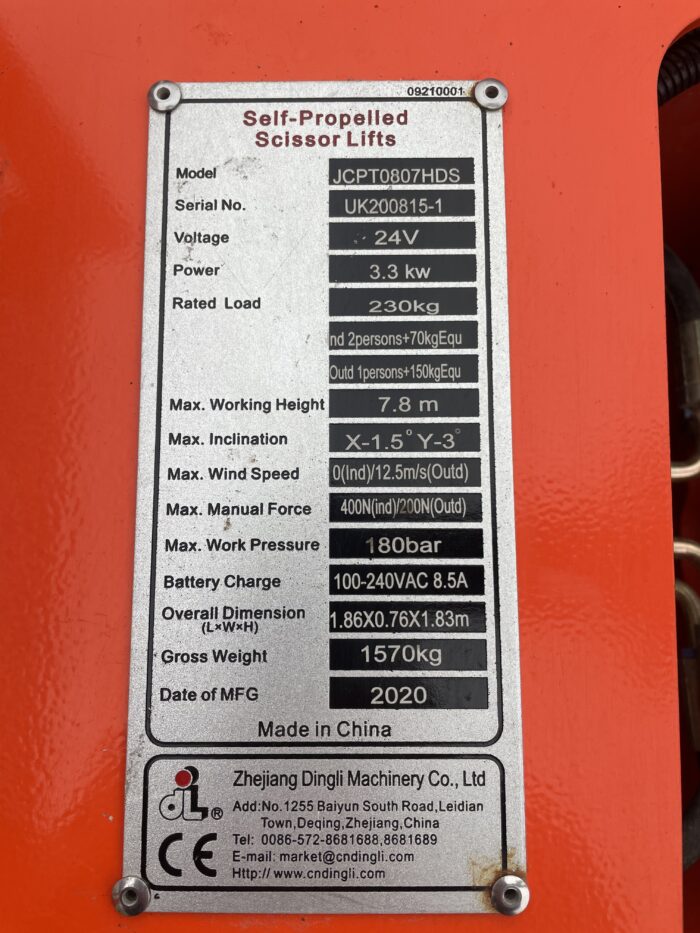 09210001
Self-Propelled
Scissor Lifts
Model JCPT0807HDS
Serial No. UK200815-1
Voltage 24V
Power 3.3 kw
Rated Load 230kg
nd 2persons+70kgEqu
Outd 1persons+150kgEqu
Max. Working Height 7.8 m
Max. Inclination X-1.5° Y-3°
Max. Wind Speed 0(Ind)/12.5m/s(Outd)
Max. Manual Force 400N(ind)/200N(Outd)
Max. Work Pressure 180bar
Battery Charge 100-240VAC 8.5A
Overall Dimension 1.86X0.76X1.83m
(L×W×H)
Gross Weight 1570kg
Date of MFG 2020
Made in China
DL ®
Zhejiang Dingli Machinery Co., Ltd
Add:No.1255 Baiyun South Road,Leidian
Town,Deqing,Zhejiang,China
Tel: 0086-572-8681688,8681689
CE
E-mail: market@cndingli.com
Http://www.cndingli.com